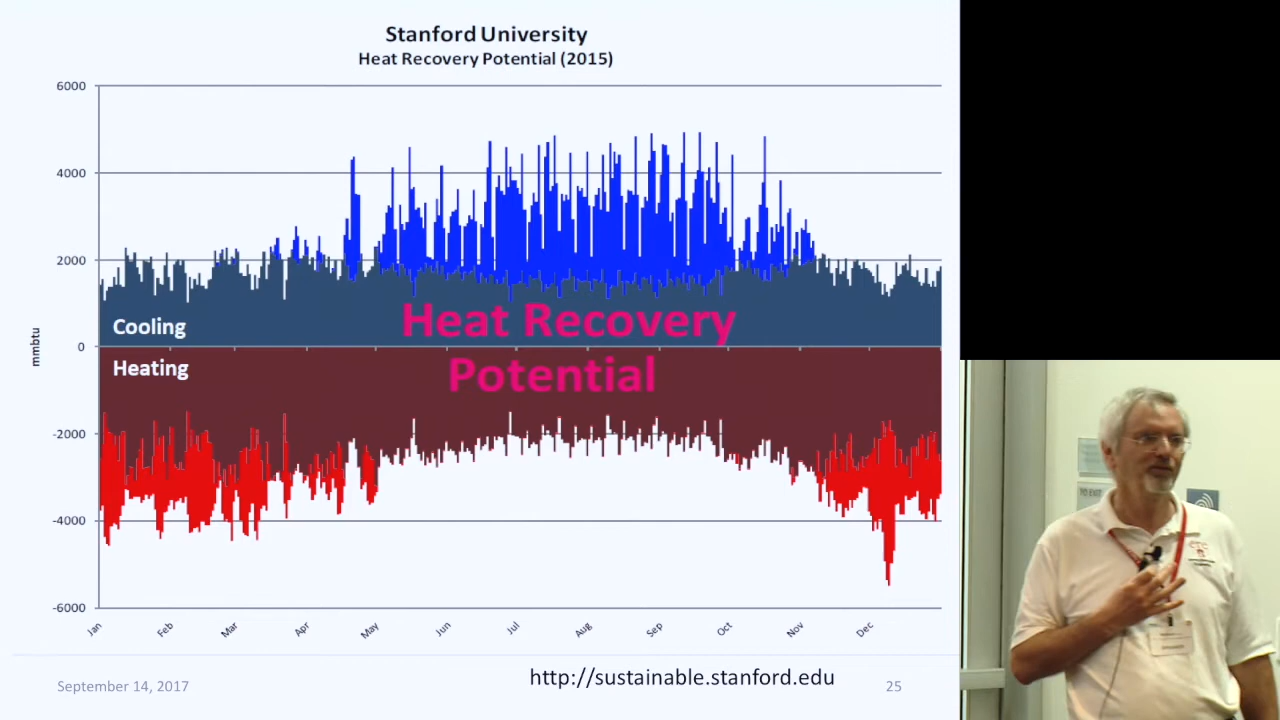 Stanford University
Heat Recovery Potential (2015)
6000
4000
2000
0
-2000
-4000
-6000
mmbtu
Cooling
Heating
Heat Recovery
Potential
Jan
Feb
Mar
Apr
May
Jun
Jul
Aug
Sep
Oct
Nov
Dec
September 14, 2017
http://sustainable.stanford.edu
25
TO EXIT